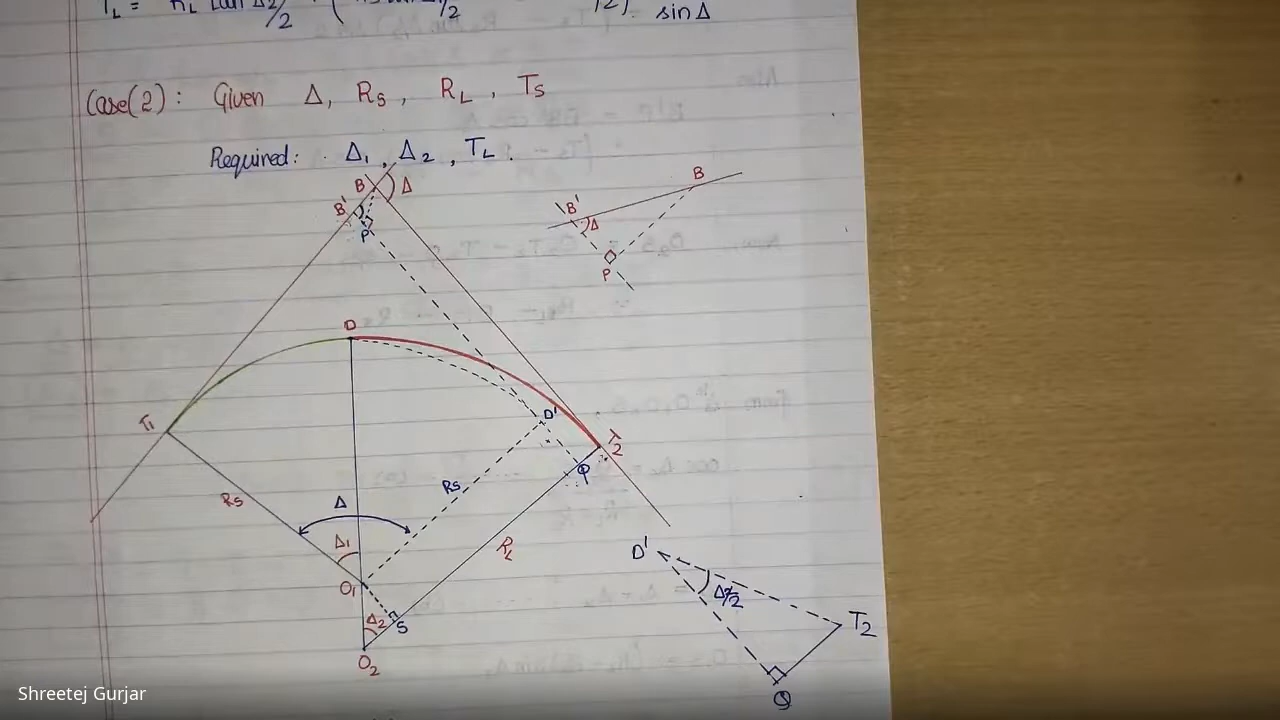 Case(2): Given Δ, RS, RL, TS
Required: Δ1, Δ2, TL.
B
Δ
B'
P
B
B'
Δ
P
D
T1
D'
T2
Q
RS
Δ
RS
RL
Δ1
O1
Δ2
S
O2
D'
Δ2/2
T2
Q
Shreetej Gurjar